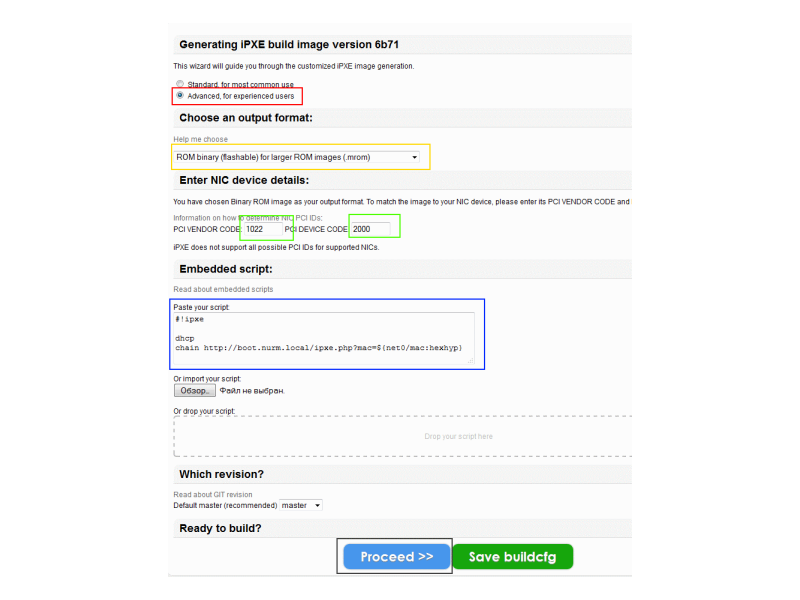 Generating iPXE build image version 6b71
This wizard will guide you through the customized iPXE image generation.
Standard, for most common use
Advanced, for experienced users
Choose an output format:
Help me choose
ROM binary (flashable) for larger ROM images (.mrom)
Enter NIC device details:
You have chosen Binary ROM image as your output format. To match the image to your NIC device, please enter its PCI VENDOR CODE and
Information on how to determine NIC PCI IDs:
PCI VENDOR CODE: 1022 PCI DEVICE CODE: 2000
iPXE does not support all possible PCI IDs for supported NICs.
Embedded script:
Read about embedded scripts
Paste your script:
#!ipxe
dhcp
chain http://boot.nurm.local/ipxe.php?mac=${net0/mac:hexhyp}
Or import your script:
Обзор… Файл не выбран.
Or drop your script:
Drop your script here
Which revision?
Read about GIT revision
Default master (recommended) master
Ready to build?
Proceed >> Save buildcfg